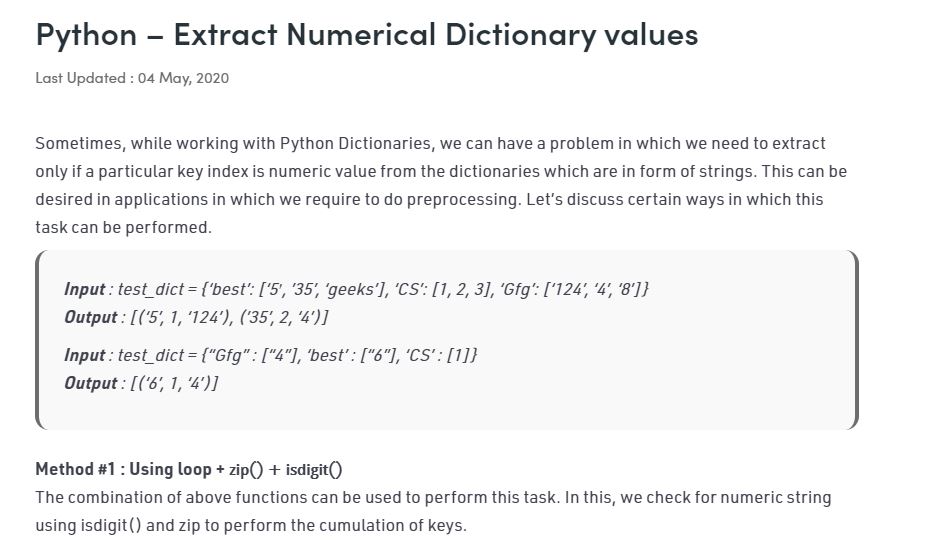 Python – Extract Numerical Dictionary values
Last Updated : 04 May, 2020
Sometimes, while working with Python Dictionaries, we can have a problem in which we need to extract
only if a particular key index is numeric value from the dictionaries which are in form of strings. This can be
desired in applications in which we require to do preprocessing. Let’s discuss certain ways in which this
task can be performed.
Input : test_dict = {‘best’: [‘5’, ’35’, ‘geeks’], ‘CS’: [1, 2, 3], ‘Gfg’: [‘124’, ‘4’, ‘8’]}
Output : [(‘5’, 1, ‘124’), (‘35’, 2, ‘4’)]
Input : test_dict = {“Gfg” : [“4”], ‘best’ : [“6”], ‘CS’ : [1]}
Output : [(‘6’, 1, ‘4’)]
Method #1 : Using loop + zip() + isdigit()
The combination of above functions can be used to perform this task. In this, we check for numeric string
using isdigit() and zip to perform the cumulation of keys.